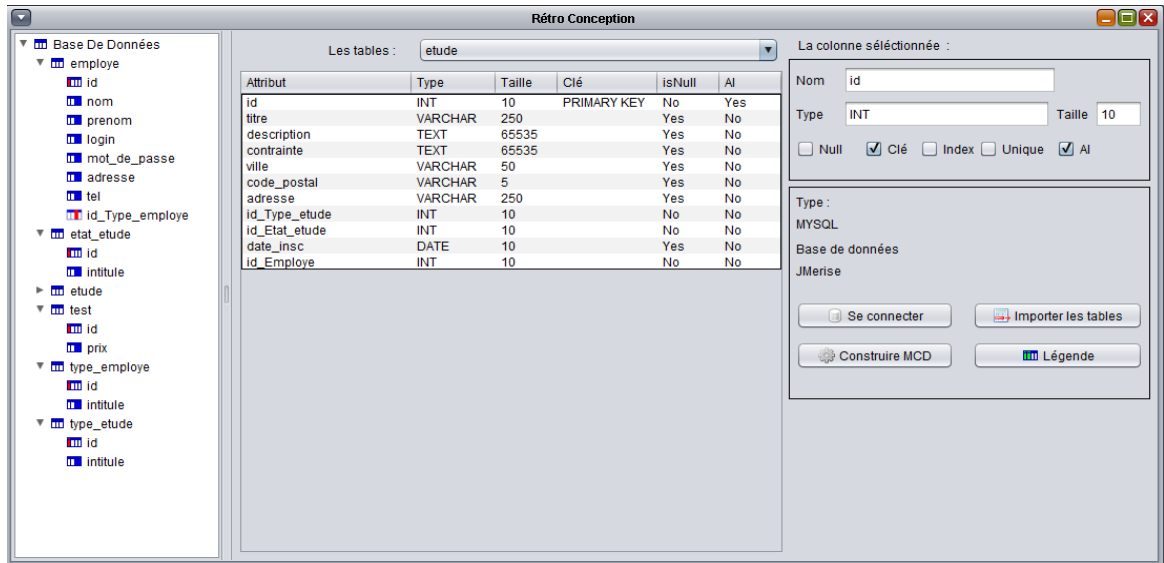 Rétro Conception
Base De Données
employe
id
nom
prenom
login
mot_de_passe
adresse
tel
id_Type_employe
etat_etude
id
intitule
etude
test
id
prix
type_employe
id
intitule
type_etude
id
intitule
Les tables : etude
Attribut Type Taille Clé isNull AI
id INT 10 PRIMARY KEY No Yes
titre VARCHAR 250 Yes No
description TEXT 65535 Yes No
contrainte TEXT 65535 Yes No
ville VARCHAR 50 Yes No
code_postal VARCHAR 5 Yes No
adresse VARCHAR 250 Yes No
id_Type_etude INT 10 No No
id_Etat_etude INT 10 No No
date_insc DATE 10 Yes No
id_Employe INT 10 No No
La colonne séléctionnée :
Nom id
Type INT Taille 10
Null Clé Index Unique AI
Type :
MYSQL
Base de données
JMerise
Se connecter Importer les tables
Construire MCD Légende